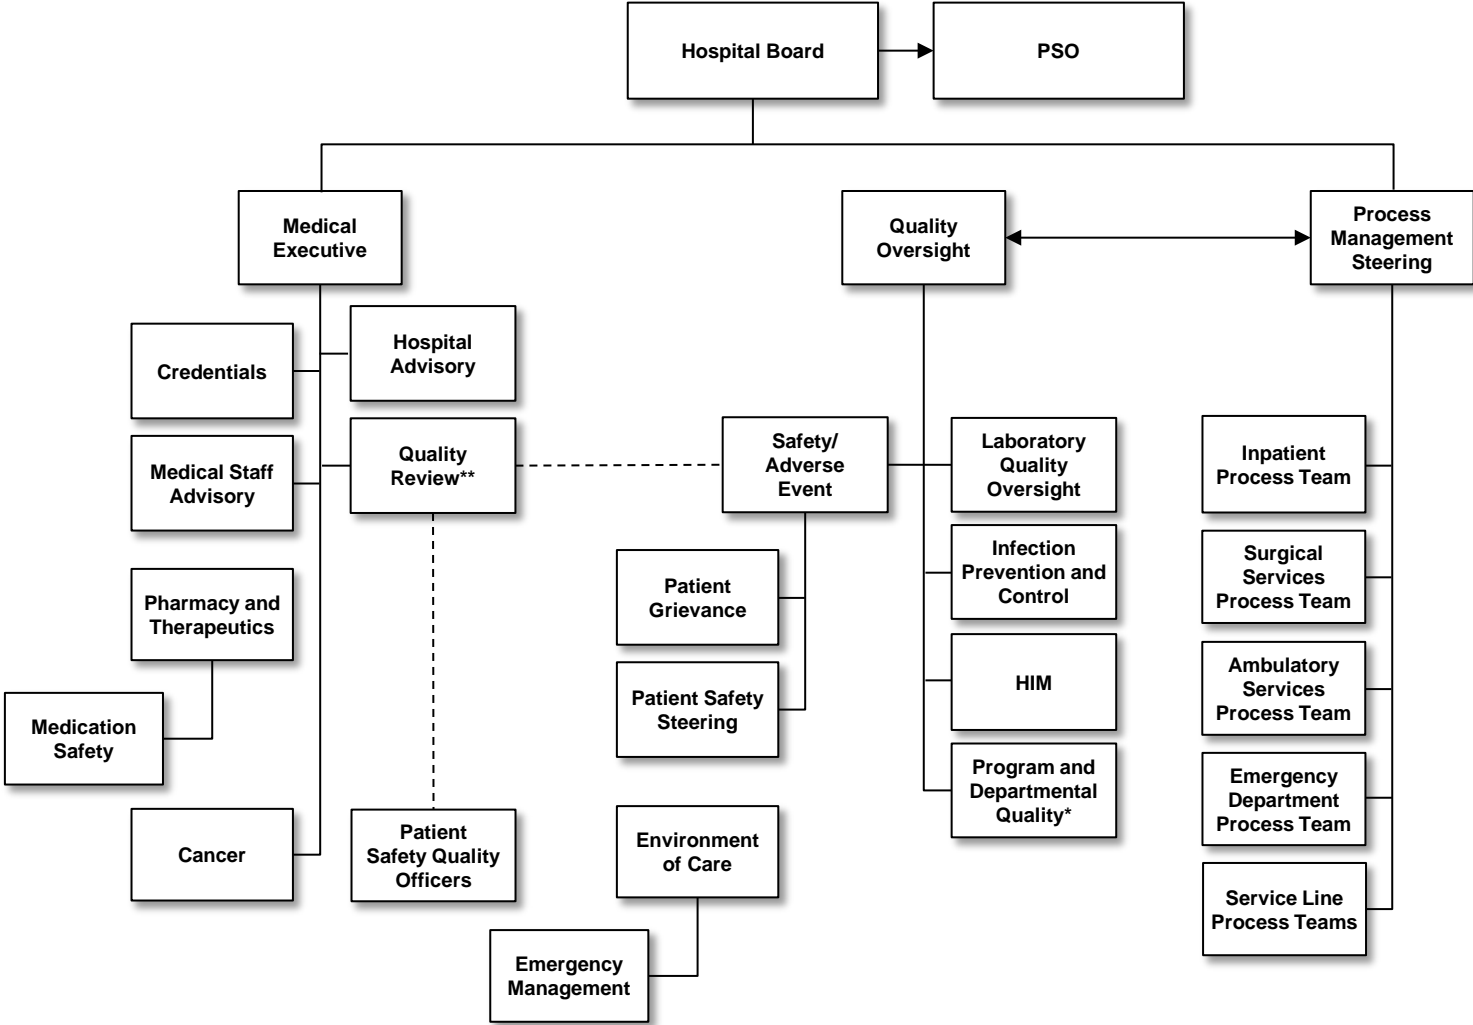 Hospital Board
PSO
Medical
Executive
Quality
Oversight
Process
Management
Steering
Credentials
Hospital
Advisory
Medical Staff
Advisory
Quality
Review**
Safety/
Adverse
Event
Laboratory
Quality
Oversight
Inpatient
Process Team
Infection
Prevention and
Control
Surgical
Services
Process Team
Pharmacy and
Therapeutics
Patient
Grievance
HIM
Ambulatory
Services
Process Team
Medication
Safety
Patient Safety
Steering
Program and
Departmental
Quality*
Emergency
Department
Process Team
Cancer
Patient
Safety Quality
Officers
Environment
of Care
Service Line
Process Teams
Emergency
Management